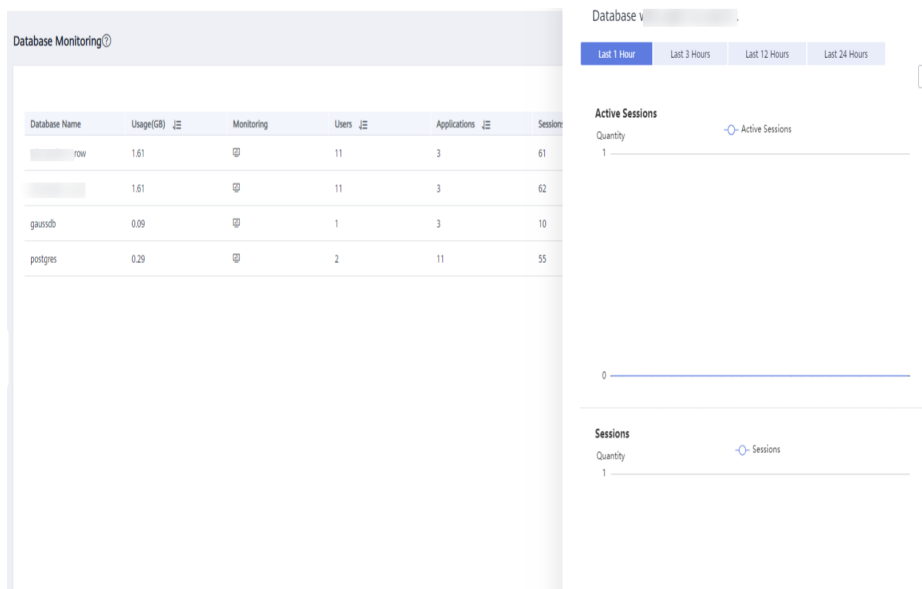 Database Monitoring
Database Name Usage(GB) Monitoring Users Applications
row 1.61 11 3 61
1.61 11 3 62
gaussdb 0.09 1 3 10
postgres 0.29 2 11 55
Database
Last 1 Hour Last 3 Hours Last 12 Hours Last 24 Hours
Active Sessions
Quantity Active Sessions
1
0
Sessions
Quantity Sessions
1